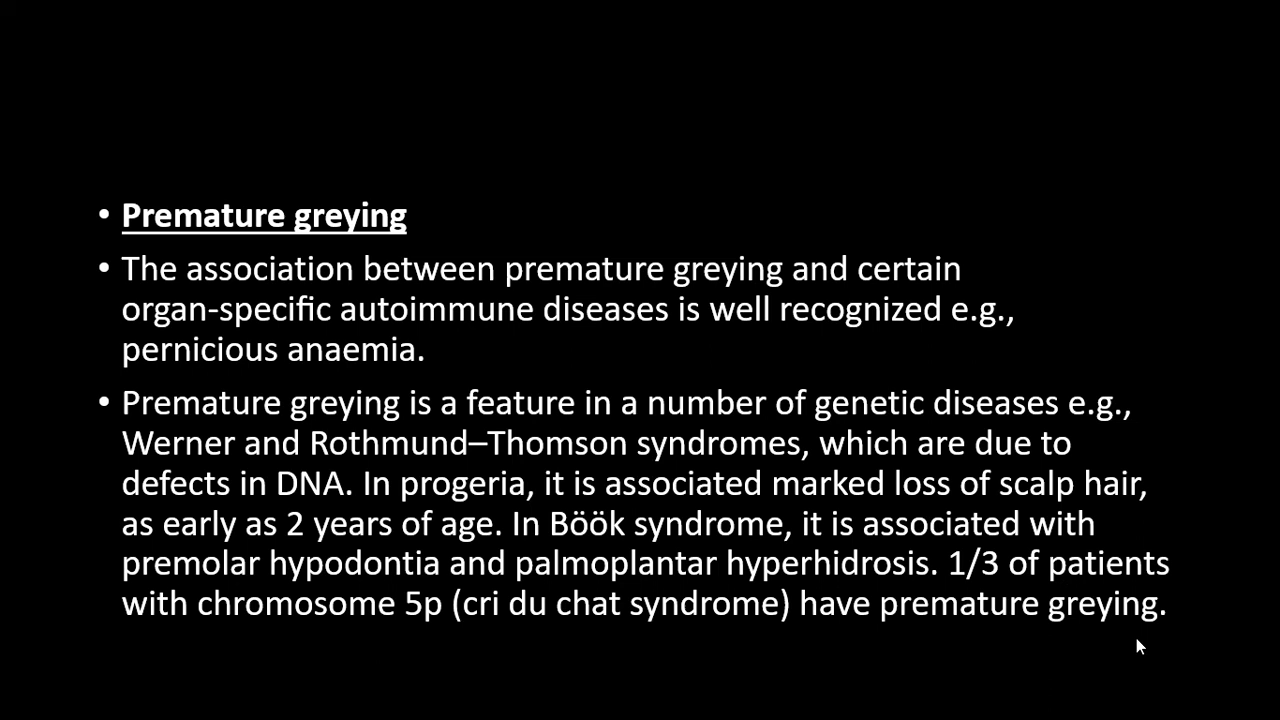 • Premature greying
• The association between premature greying and certain
organ-specific autoimmune diseases is well recognized e.g.,
pernicious anaemia.
• Premature greying is a feature in a number of genetic diseases e.g.,
Werner and Rothmund–Thomson syndromes, which are due to
defects in DNA. In progeria, it is associated marked loss of scalp hair,
as early as 2 years of age. In Böök syndrome, it is associated with
premolar hypodontia and palmoplantar hyperhidrosis. 1/3 of patients
with chromosome 5p (cri du chat syndrome) have premature greying.